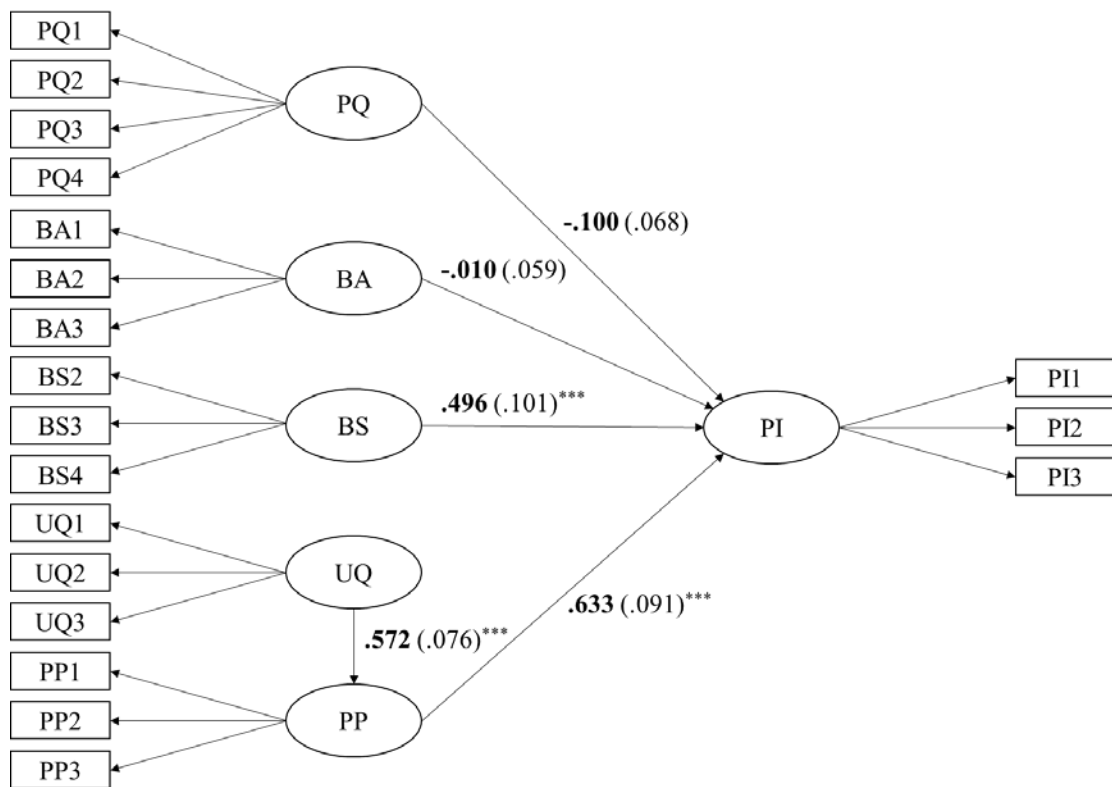 PQ1
PQ2
PQ3
PQ4
PQ
-.100 (.068)
BA1
BA2
BA3
BA
-.010 (.059)
BS2
BS3
BS4
BS
.496 (.101)***
PI
PI1
PI2
PI3
UQ1
UQ2
UQ3
UQ
.572 (.076)***
.633 (.091)***
PP1
PP2
PP3
PP